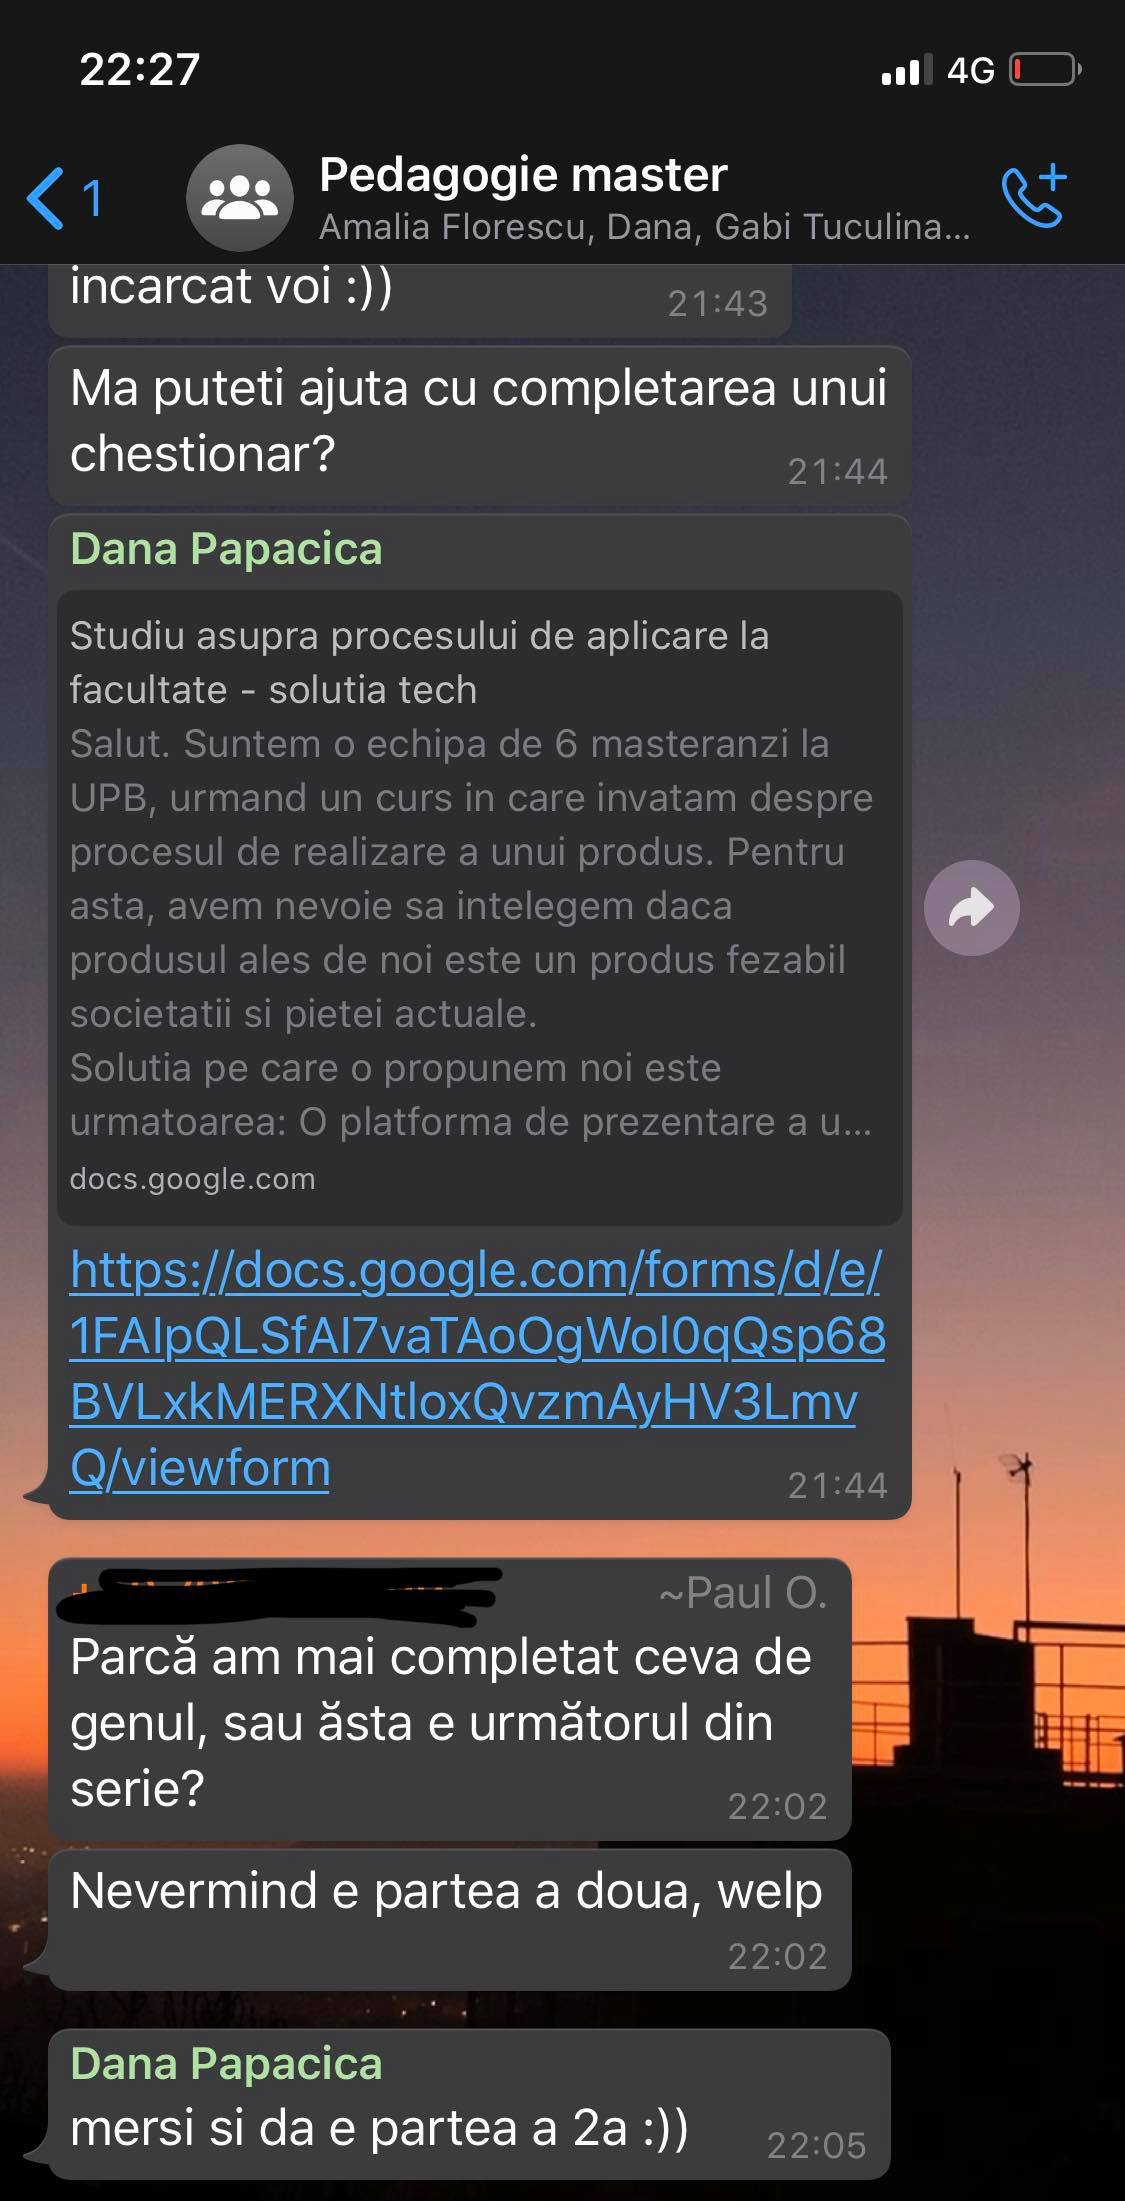 22:27
4G
1
Pedagogie master
Amalia Florescu, Dana, Gabi Tuculina...
incarcat voi :))
21:43
Ma puteti ajuta cu completarea unui
chestionar?
21:44
Dana Papacica
Studiu asupra procesului de aplicare la
facultate - solutia tech
Salut. Suntem o echipa de 6 masteranzi la
UPB, urmand un curs in care invatam despre
procesul de realizare a unui produs. Pentru
asta, avem nevoie sa intelegem daca
produsul ales de noi este un produs fezabil
societatii si pietei actuale.
Solutia pe care o propunem noi este
urmatoarea: O platforma de prezentare a u...
docs.google.com
https://docs.google.com/forms/d/e/
1FAIpQLSfAI7vaTAoOgWol0qQsp68
BVLxkMERXNtloxQvzmAyHV3Lmv
Q/viewform
21:44
~Paul O.
Parcă am mai completat ceva de
genul, sau ăsta e următorul din
serie?
22:02
Nevermind e partea a doua, welp
22:02
Dana Papacica
mersi si da e partea a 2a :))
22:05